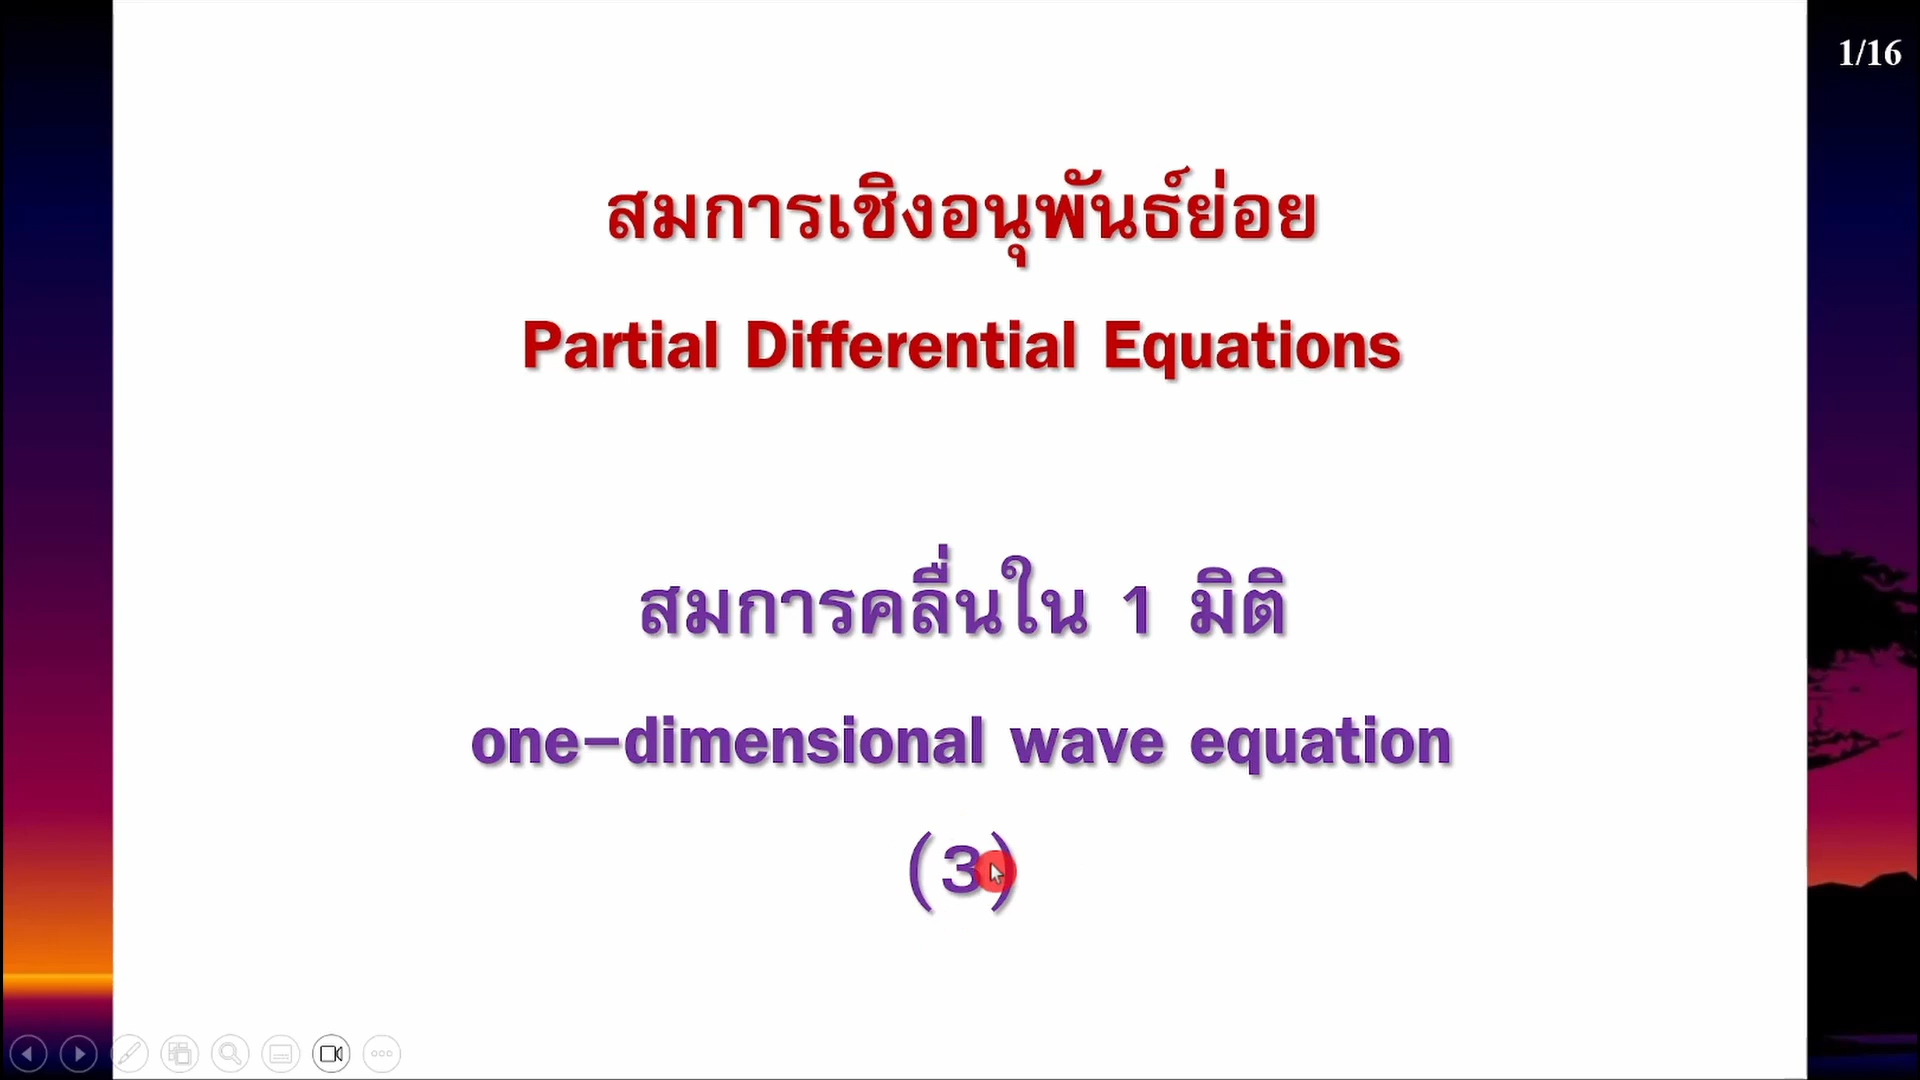 1/16
สมการเชิงอนุพันธ์ย่อย
Partial Differential Equations
สมการคลื่นใน 1 มิติ
one-dimensional wave equation
(3)